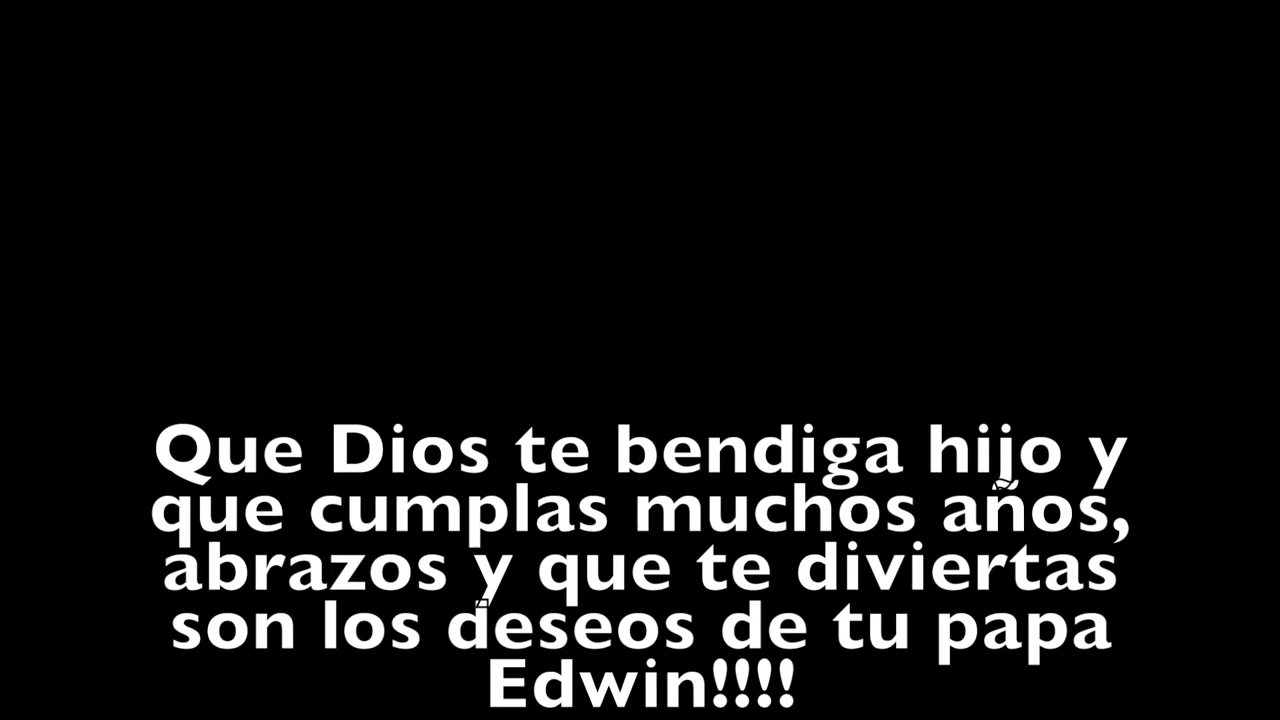 Que Dios te bendiga hijo y
que cumplas muchos años,
abrazos y que te diviertas
son los deseos de tu papa
Edwin!!!!